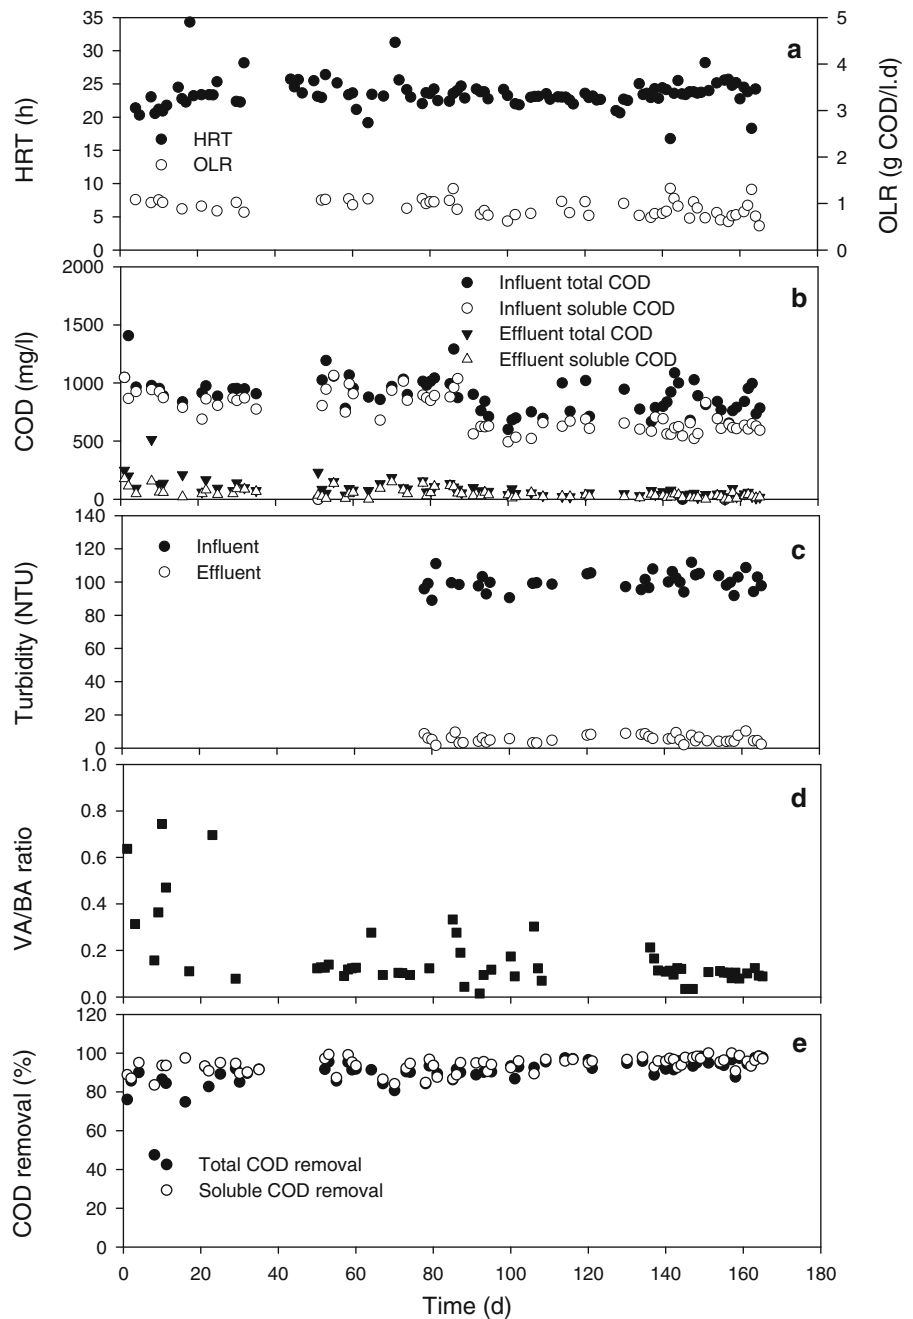 35
30
25
20
15
10
5
0
HRT (h)
a
HRT
OLR
5
4
3
2
1
0
OLR (g COD/l.d)
2000
1500
1000
500
0
COD (mg/l)
b
Influent total COD
Influent soluble COD
Effluent total COD
Effluent soluble COD
140
120
100
80
60
40
20
0
Turbidity (NTU)
c
Influent
Effluent
1.0
0.8
0.6
0.4
0.2
0.0
VA/BA ratio
d
120
100
80
60
40
20
0
COD removal (%)
e
Total COD removal
Soluble COD removal
0 20 40 60 80 100 120 140 160 180
Time (d)